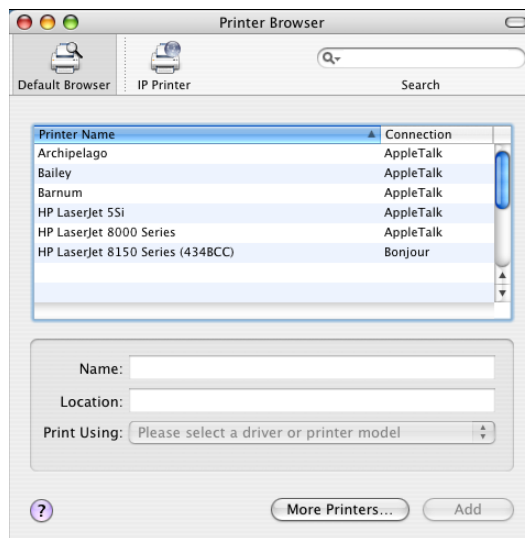 Printer Browser
Default Browser
IP Printer
Search
Printer Name Connection
Archipelago AppleTalk
Bailey AppleTalk
Barnum AppleTalk
HP LaserJet 5Si AppleTalk
HP LaserJet 8000 Series AppleTalk
HP LaserJet 8150 Series (434BCC) Bonjour
Name:
Location:
Print Using: Please select a driver or printer model
? More Printers... Add